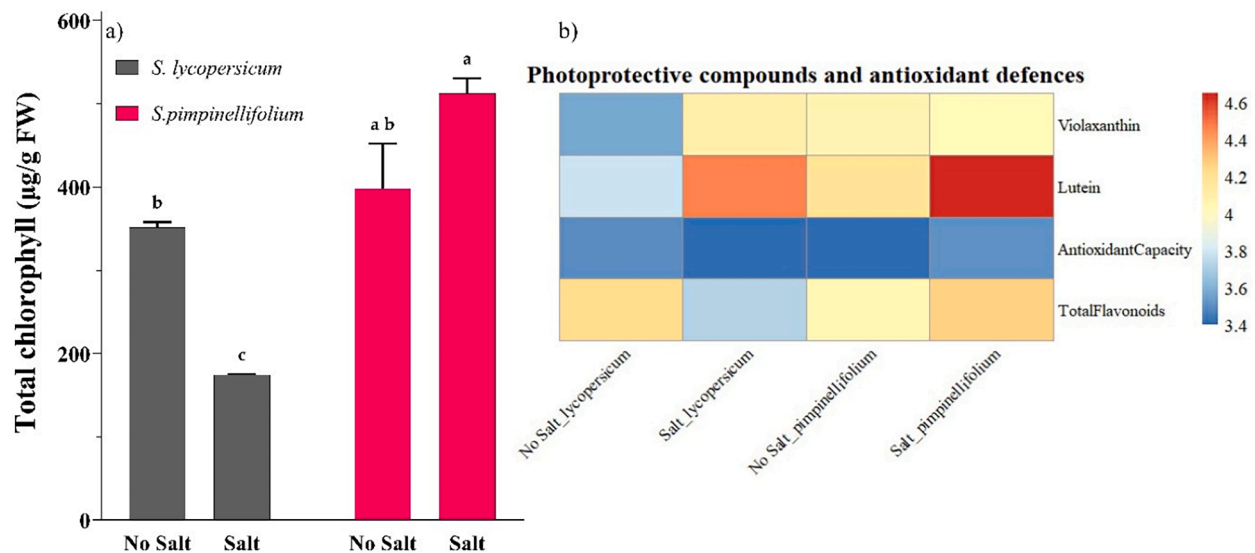 a)
S. lycopersicum
S.pimpinellifolium
Total chlorophyll (µg/g FW)
600
400
200
0
b
c
a b
a
No Salt
Salt
No Salt
Salt
b)
Photoprotective compounds and antioxidant defences
Violaxanthin
Lutein
AntioxidantCapacity
TotalFlavonoids
No Salt_lycopersicum
Salt_lycopersicum
No Salt_pimpinellifolium
Salt_pimpinellifolium
4.6
4.4
4.2
4
3.8
3.6
3.4